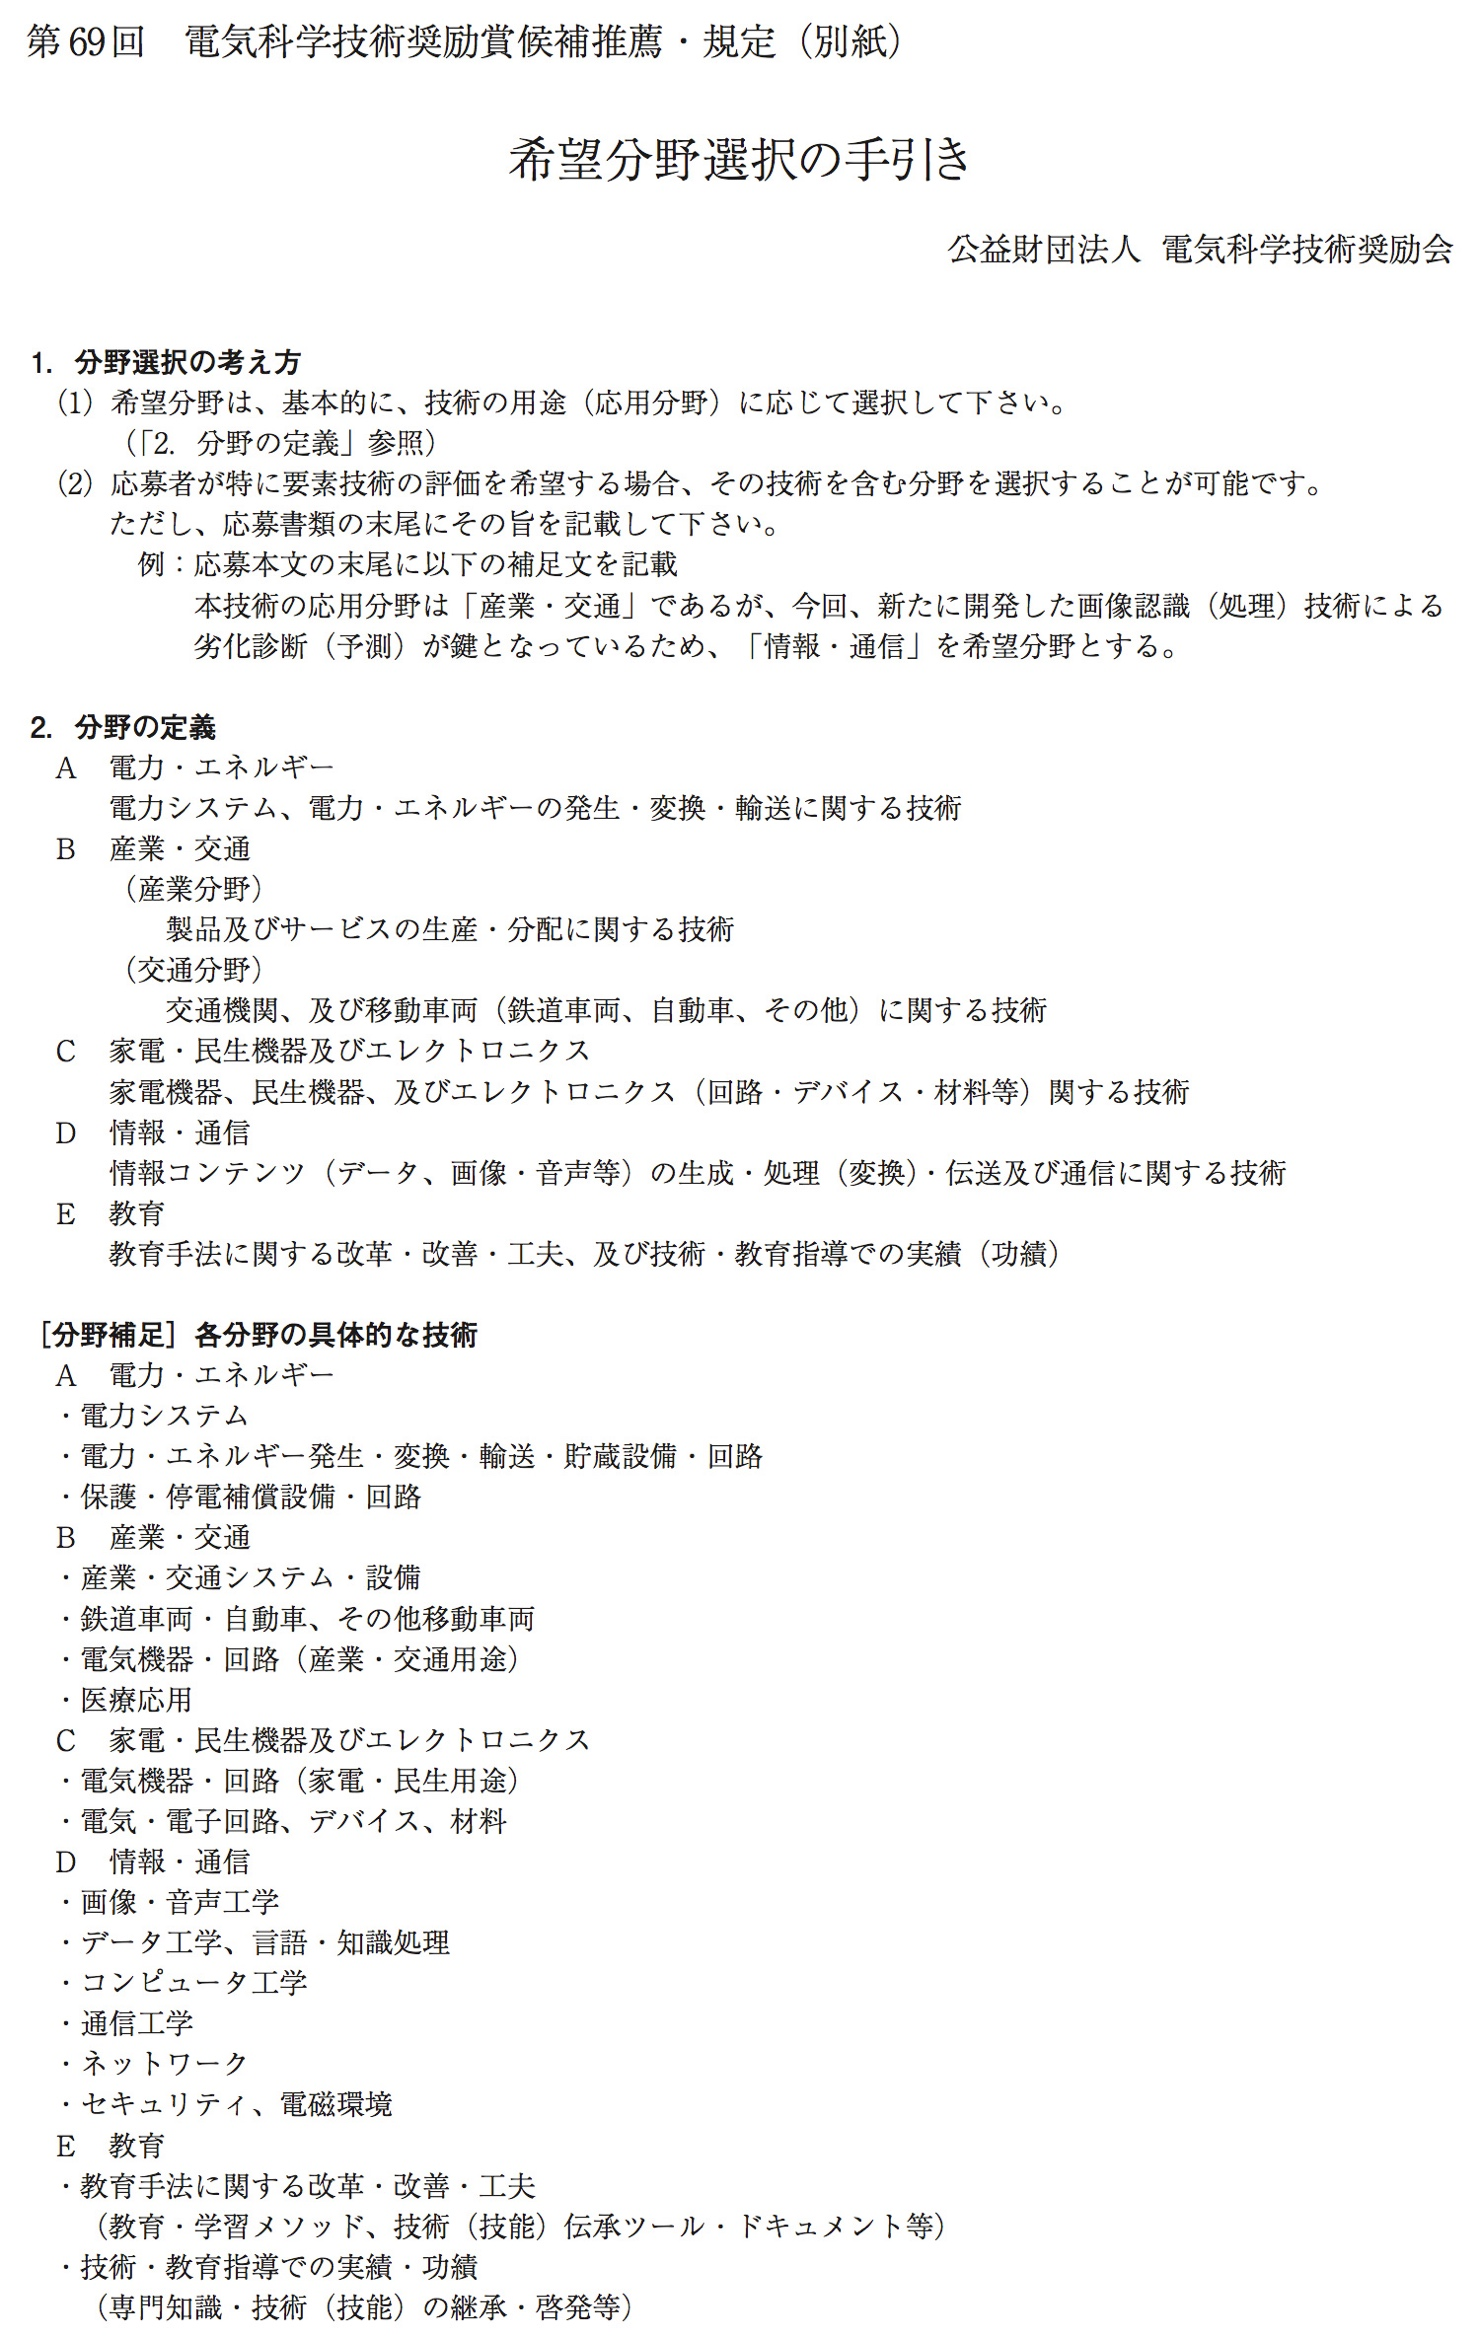 第69回　電気科学技術奨励賞候補推薦・規定（別紙）
希望分野選択の手引き
公益財団法人 電気科学技術奨励会
1. 分野選択の考え方
（1）希望分野は、基本的に、技術の用途（応用分野）に応じて選択して下さい。
（「2. 分野の定義」参照）
（2）応募者が特に要素技術の評価を希望する場合、その技術を含む分野を選択することが可能です。
ただし、応募書類の末尾にその旨を記載して下さい。
例：応募本文の末尾に以下の補足文を記載
本技術の応用分野は「産業・交通」であるが、今回、新たに開発した画像認識（処理）技術による
劣化診断（予測）が鍵となっているため、「情報・通信」を希望分野とする。
2. 分野の定義
A　電力・エネルギー
電力システム、電力・エネルギーの発生・変換・輸送に関する技術
B　産業・交通
（産業分野）
製品及びサービスの生産・分配に関する技術
（交通分野）
交通機関、及び移動車両（鉄道車両、自動車、その他）に関する技術
C　家電・民生機器及びエレクトロニクス
家電機器、民生機器、及びエレクトロニクス（回路・デバイス・材料等）関する技術
D　情報・通信
情報コンテンツ（データ、画像・音声等）の生成・処理（変換）・伝送及び通信に関する技術
E　教育
教育手法に関する改革・改善・工夫、及び技術・教育指導での実績（功績）
［分野補足］各分野の具体的な技術
A　電力・エネルギー
・電力システム
・電力・エネルギー発生・変換・輸送・貯蔵設備・回路
・保護・停電補償設備・回路
B　産業・交通
・産業・交通システム・設備
・鉄道車両・自動車、その他移動車両
・電気機器・回路（産業・交通用途）
・医療応用
C　家電・民生機器及びエレクトロニクス
・電気機器・回路（家電・民生用途）
・電気・電子回路、デバイス、材料
D　情報・通信
・画像・音声工学
・データ工学、言語・知識処理
・コンピュータ工学
・通信工学
・ネットワーク
・セキュリティ、電磁環境
E　教育
・教育手法に関する改革・改善・工夫
（教育・学習メソッド、技術（技能）伝承ツール・ドキュメント等）
・技術・教育指導での実績・功績
（専門知識・技術（技能）の継承・啓発等）